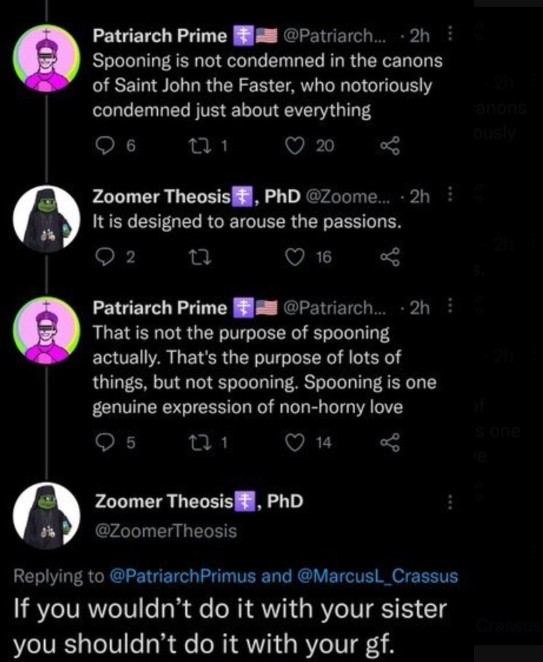 Patriarch Prime ☦️🇺🇸 @Patriarch... · 2h
Spooning is not condemned in the canons
of Saint John the Faster, who notoriously
condemned just about everything
6 1 20
Zoomer Theosis☦️, PhD @Zoome... · 2h
It is designed to arouse the passions.
2 16
Patriarch Prime ☦️🇺🇸 @Patriarch... · 2h
That is not the purpose of spooning
actually. That's the purpose of lots of
things, but not spooning. Spooning is one
genuine expression of non-horny love
5 1 14
Zoomer Theosis☦️, PhD
@ZoomerTheosis
Replying to @PatriarchPrimus and @MarcusL_Crassus
If you wouldn't do it with your sister
you shouldn't do it with your gf.